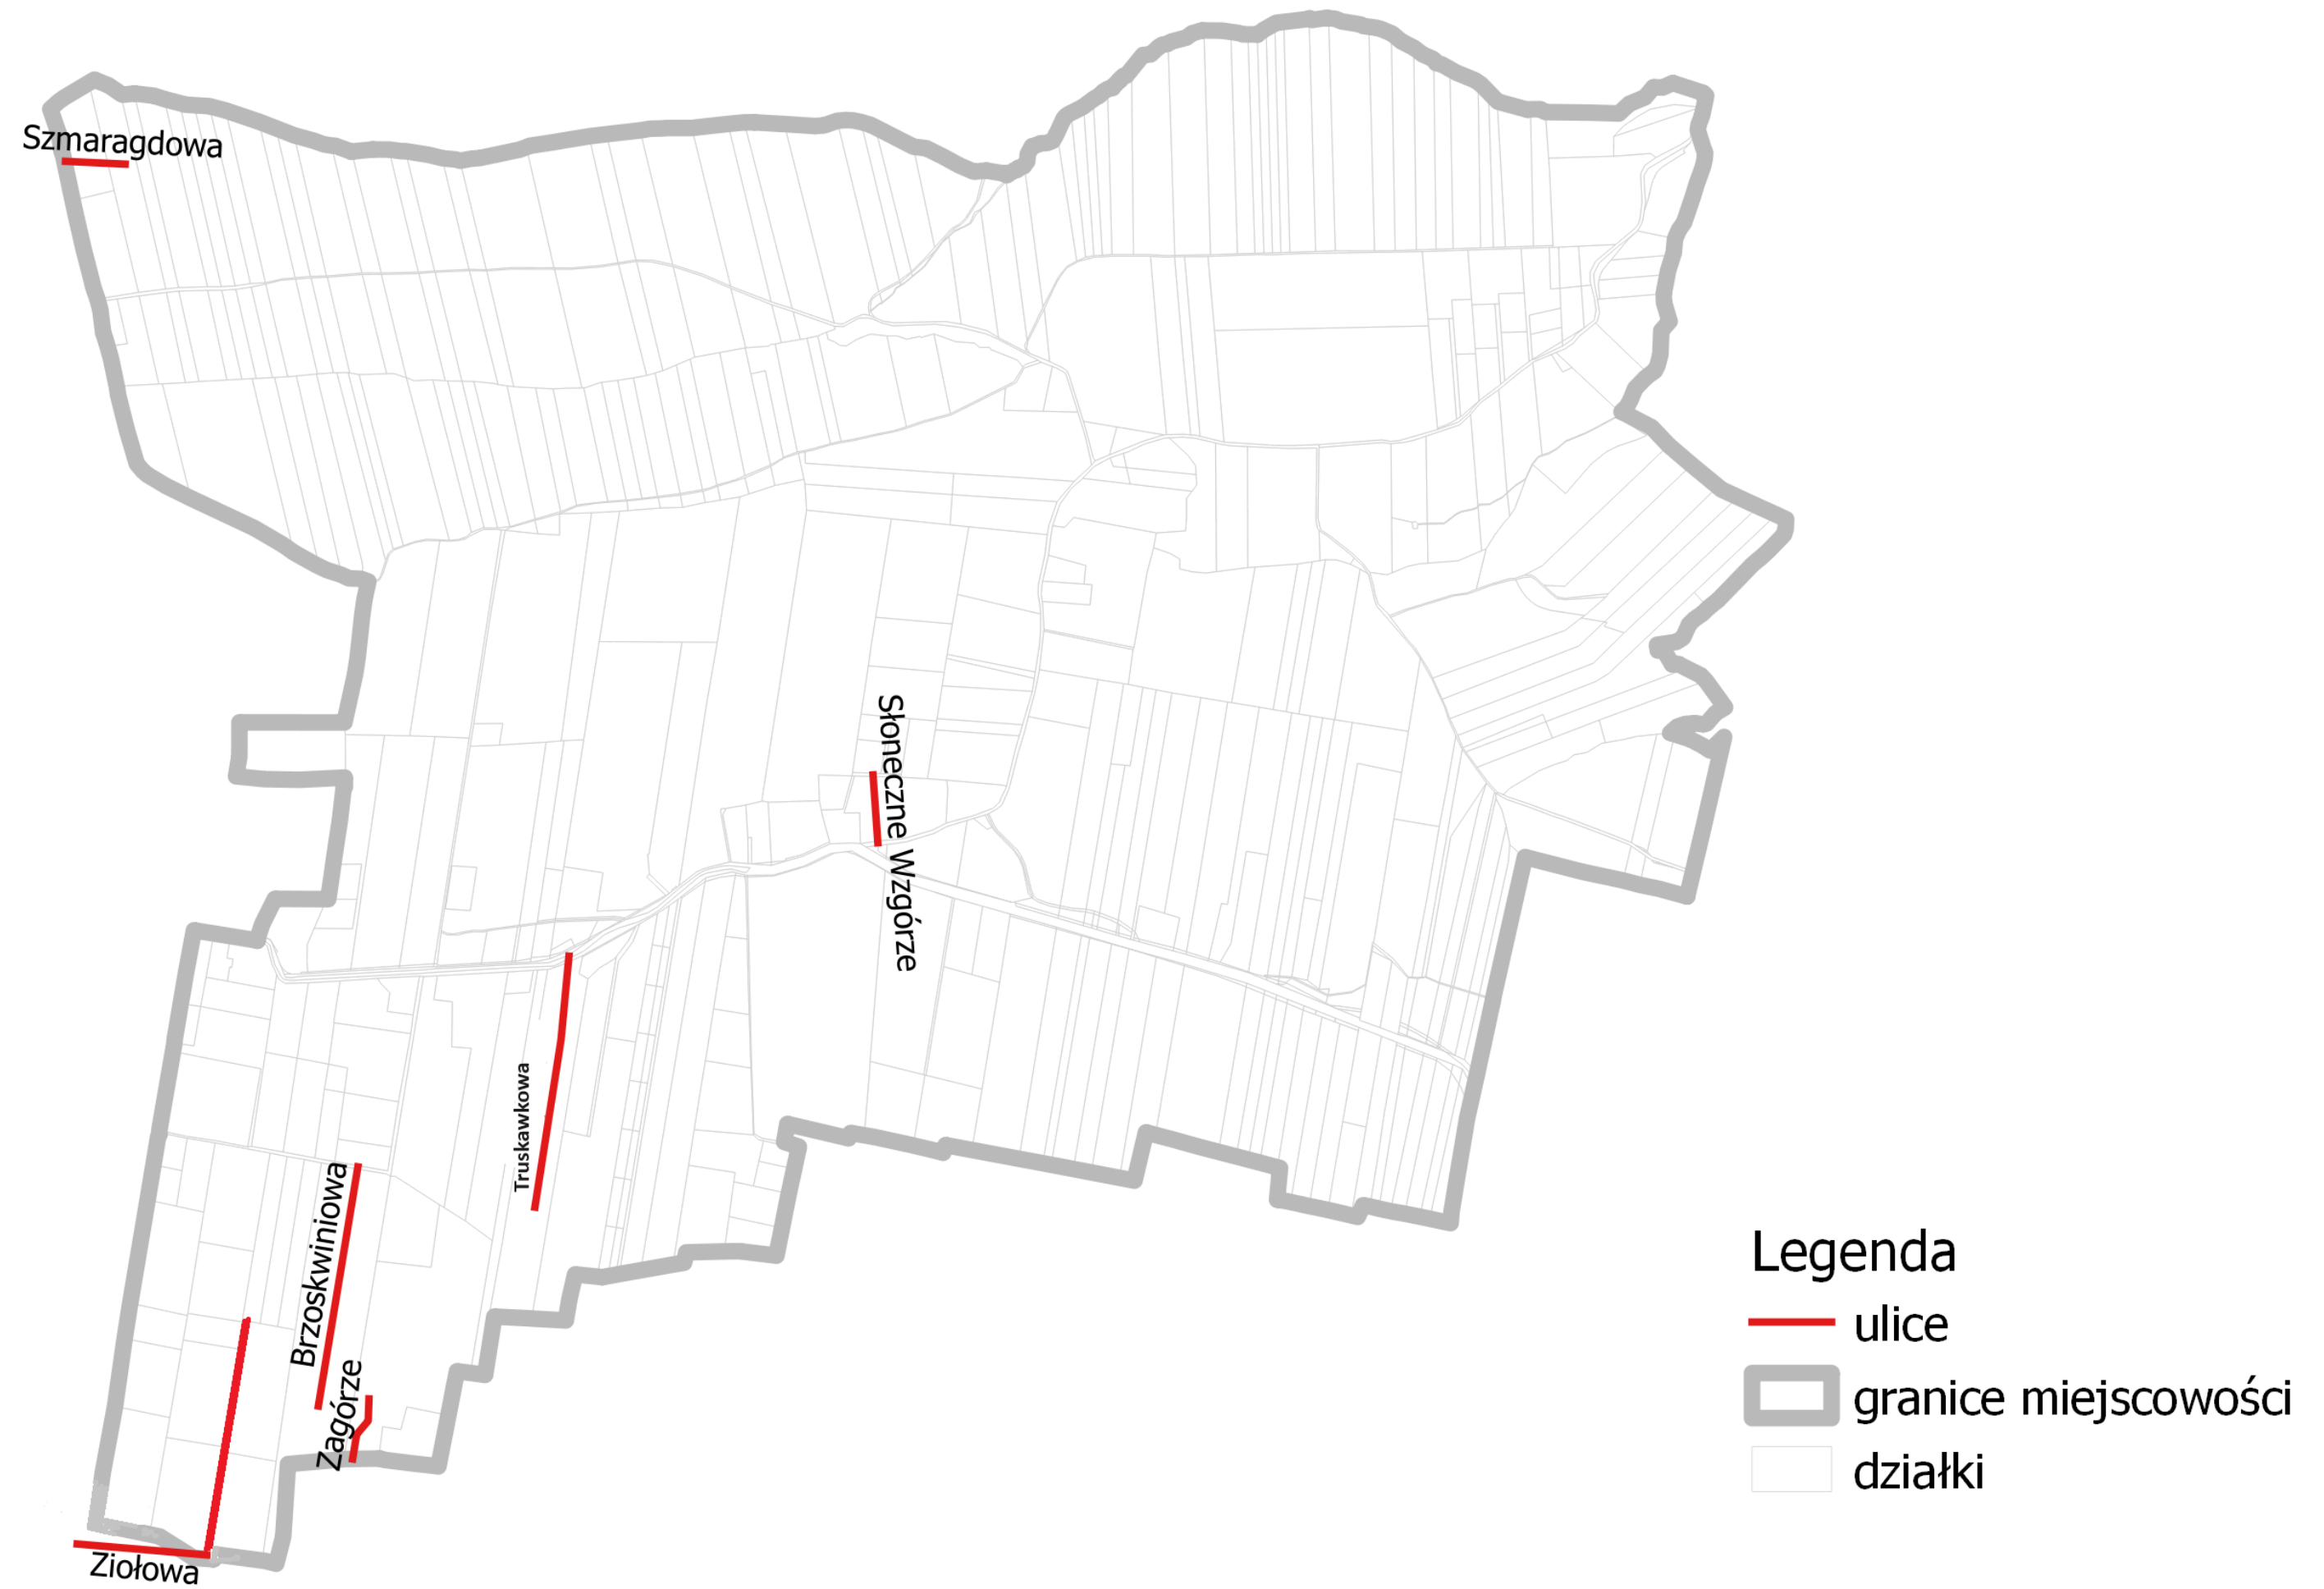 Szmaragdowa
Słoneczne Wzgórze
Truskawkowa
Brzoskwiniowa
Zagórze
Ziołowa
Legenda
ulice
granice miejscowości
działki